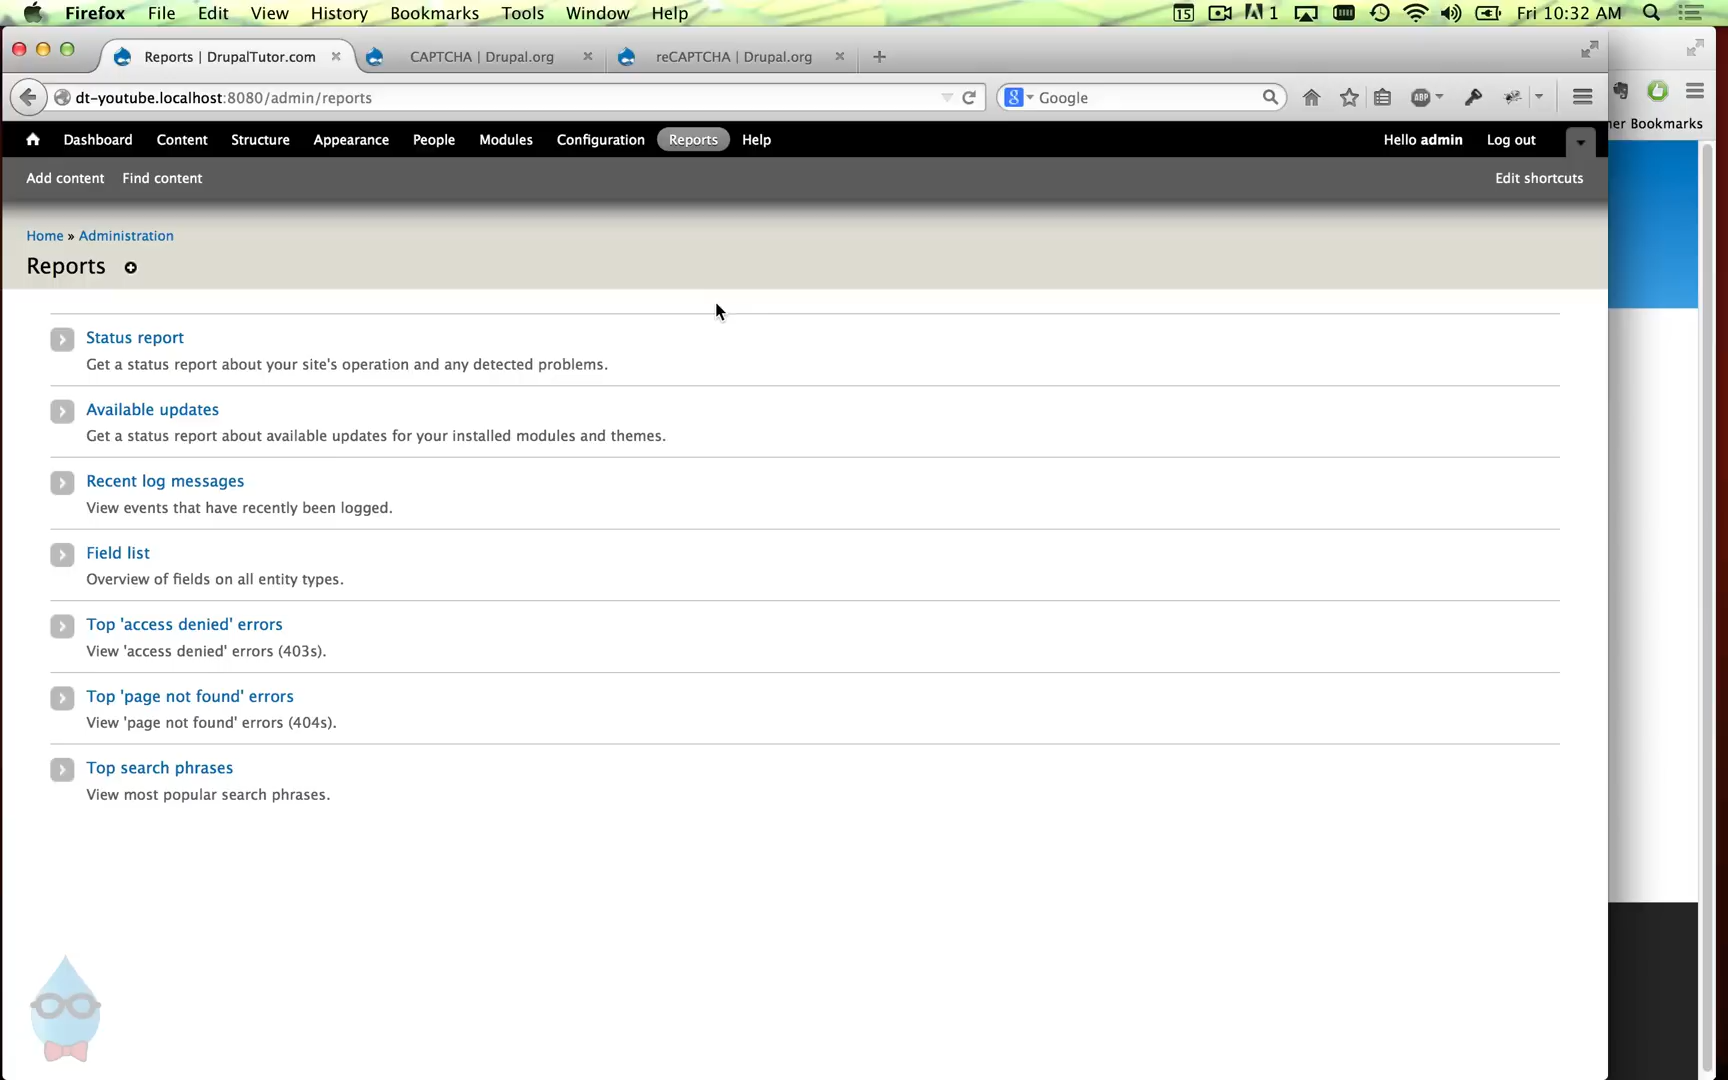 Firefox File Edit View History Bookmarks Tools Window Help
15 1 Fri 10:32 AM
Reports | DrupalTutor.com CAPTCHA | Drupal.org reCAPTCHA | Drupal.org
dt-youtube.localhost:8080/admin/reports
8 Google ABP
er Bookmarks
Dashboard Content Structure Appearance People Modules Configuration Reports Help Hello admin Log out
Add content Find content Edit shortcuts
Home » Administration
Reports
Status report
Get a status report about your site's operation and any detected problems.
Available updates
Get a status report about available updates for your installed modules and themes.
Recent log messages
View events that have recently been logged.
Field list
Overview of fields on all entity types.
Top 'access denied' errors
View 'access denied' errors (403s).
Top 'page not found' errors
View 'page not found' errors (404s).
Top search phrases
View most popular search phrases.